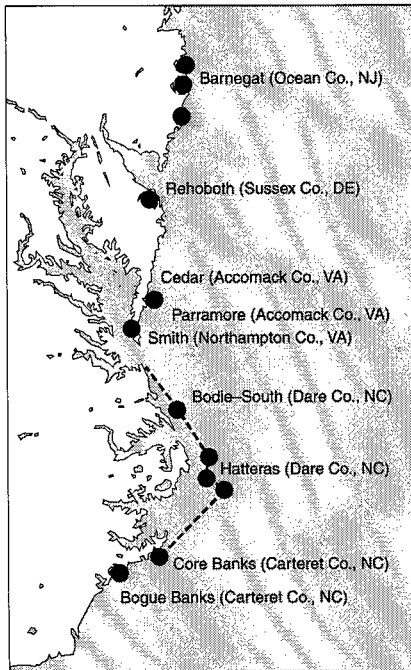 Barnegat (Ocean Co., NJ)
Rehoboth (Sussex Co., DE)
Cedar (Accomack Co., VA)
Parramore (Accomack Co., VA)
Smith (Northampton Co., VA)
Bodie–South (Dare Co., NC)
Hatteras (Dare Co., NC)
Core Banks (Carteret Co., NC)
Bogue Banks (Carteret Co., NC)